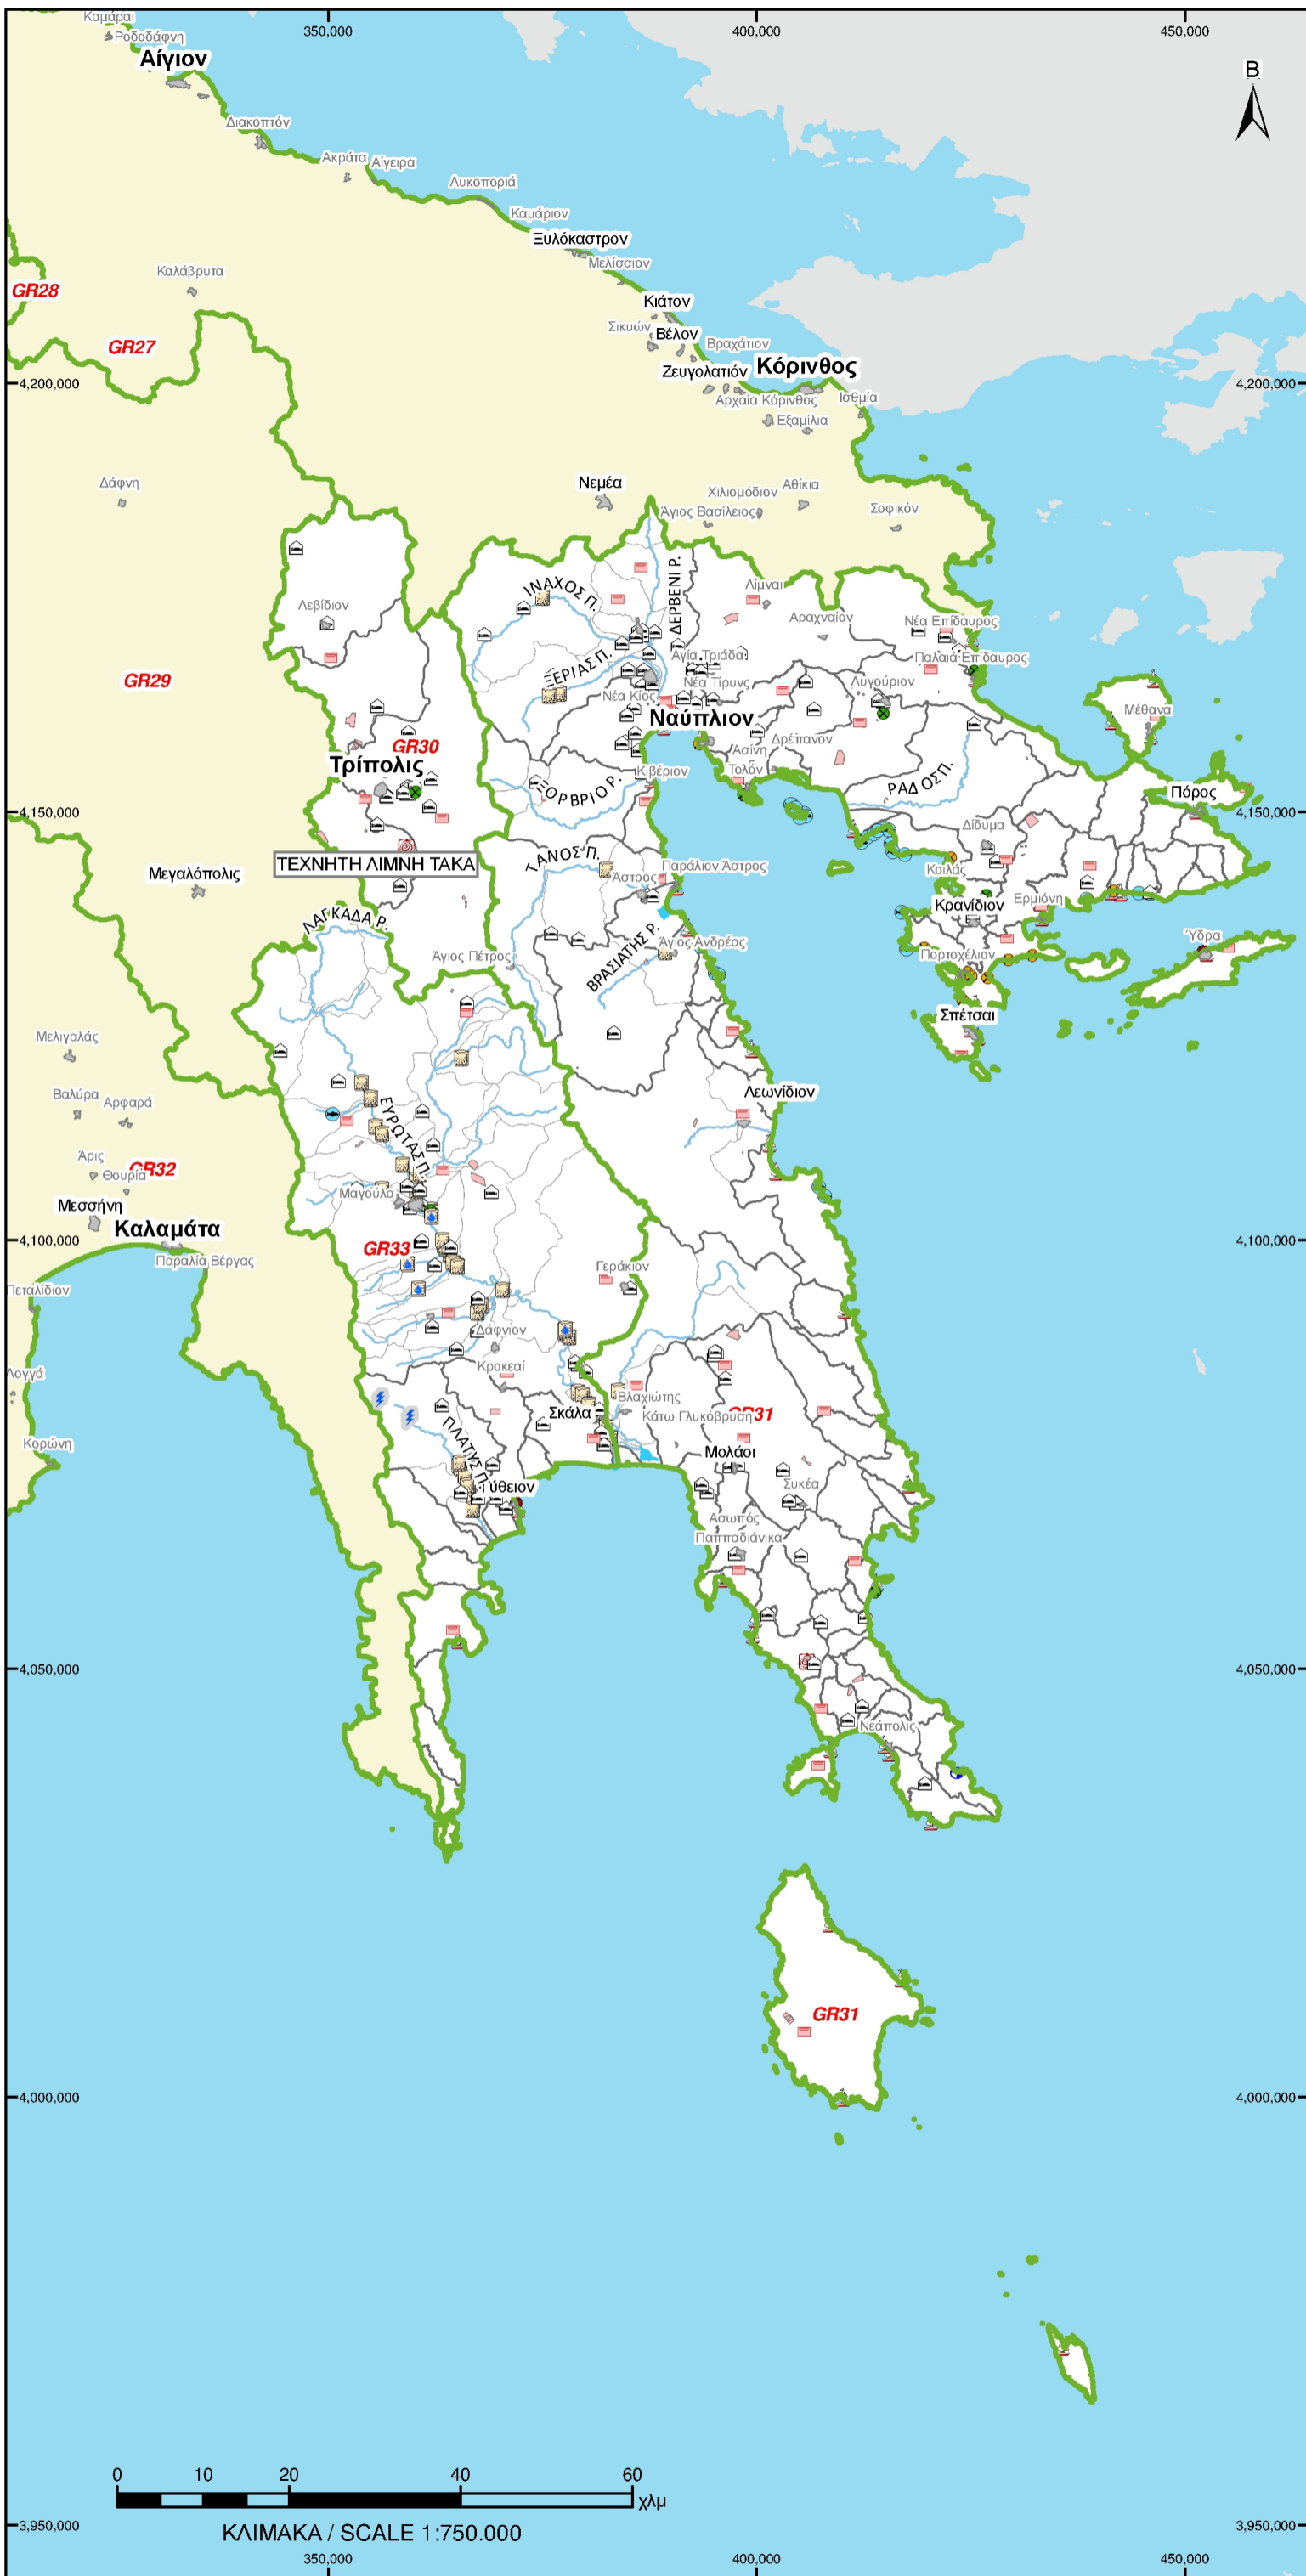 Καμάραι
350,000
400,000
450,000
Ροδοδάφνη
Αίγιον
Β
Διακοπτόν
Ακράτα
Αίγειρα
Λυκοποριά
Καμάριον
Ξυλόκαστρον
Μελίσσιον
Καλάβρυτα
GR28
Κιάτον
Σικυών
Βέλον
GR27
Βραχάτιον
Ζευγολατιόν
Κόρινθος
4,200,000
4,200,000
Αρχαία Κόρινθος
Ισθμία
Εξαμίλια
Δάφνη
Νεμέα
Χιλιομόδιον
Αθίκια
Άγιος Βασίλειος
Σοφικόν
ΔΕΡΒΕΝΙ Ρ.
ΙΝΑΧΟΣ Π.
Λίμναι
Λεβίδιον
Αραχναίον
Νέα Επίδαυρος
Αγία Τριάδα
Παλαιά Επίδαυρος
ΞΕΡΙΑΣ Π.
GR29
Νέα Τίρυνς
Λυγούριον
Νέα Κίος
Ναύπλιον
Μέθανα
GR30
Ασίνη
Δρέπανον
Τρίπολις
Κιβέριον
Τολόν
ΡΑΔΟΣ Π.
Πόρος
ΞΟΡΒΡΙΟ Ρ.
4,150,000
4,150,000
Δίδυμα
ΤΕΧΝΗΤΗ ΛΙΜΝΗ ΤΑΚΑ
ΤΑΝΟΣ Π.
Παράλιον Άστρος
Μεγαλόπολις
Άστρος
Κοιλάς
Κρανίδιον
Ερμιόνη
ΛΑΓΚΑΔΑ Ρ.
Άγιος Πέτρος
Άγιος Ανδρέας
Ύδρα
ΒΡΑΣΙΑΤΗΣ Ρ.
Πορτοχέλιον
Σπέτσαι
Μελιγαλάς
Λεωνίδιον
Βαλύρα
Αρφαρά
ΕΥΡΩΤΑΣ Π.
Άρις
Θουρία
GR32
Μαγούλα
Μεσσήνη
Καλαμάτα
4,100,000
4,100,000
GR33
Παραλία Βέργας
Γεράκιον
Πεταλίδιον
Δάφνιον
Κροκεαί
Λογγά
Βλαχιώτης
Σκάλα
Κάτω Γλυκόβρυση
GR31
Κορώνη
ΠΛΑΤΥΣ Π.
Μολάοι
Συκέα
ύθειον
Ασωπός
Παππαδιάνικα
4,050,000
4,050,000
Νεάπολις
GR31
4,000,000
4,000,000
0
10
20
40
60
χλμ
ΚΛΙΜΑΚΑ / SCALE 1:750.000
3,950,000
3,950,000
350,000
400,000
450,000